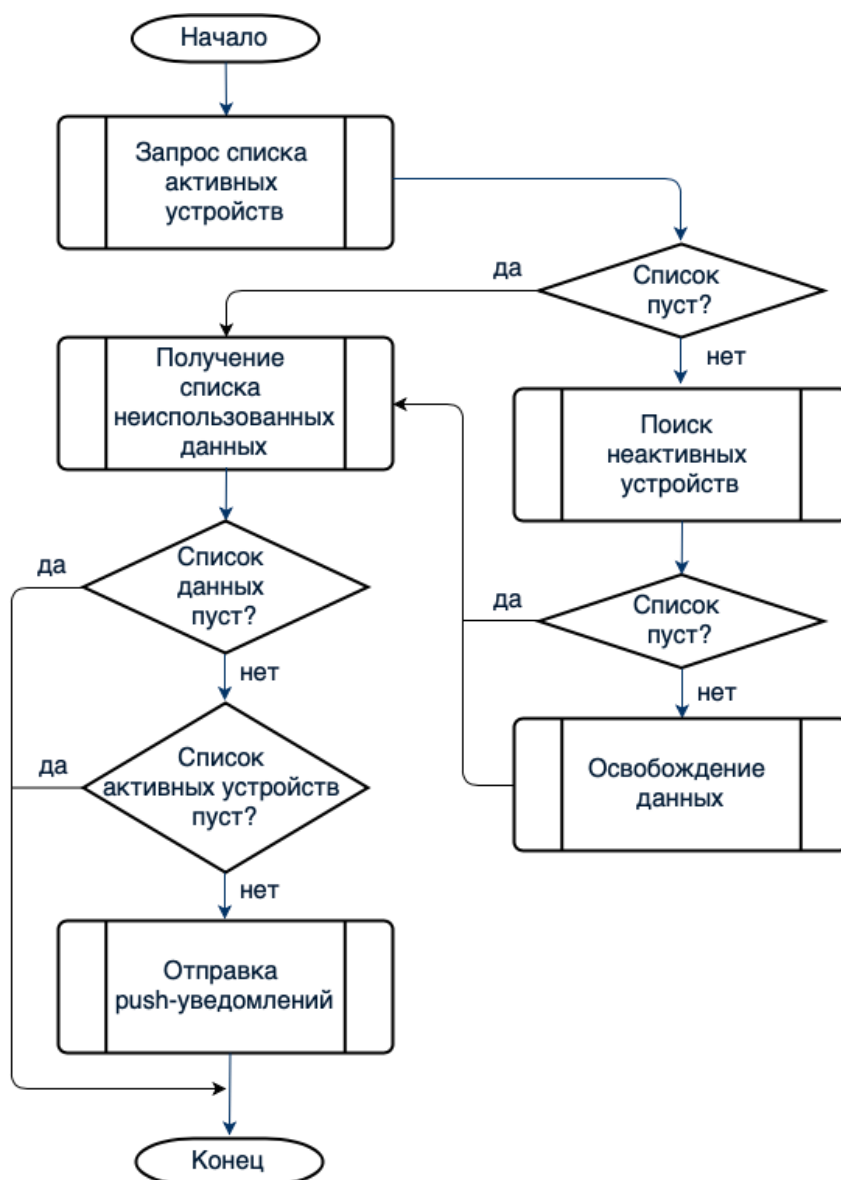 Начало
Запрос списка
активных
устройств
да
Список
пуст?
нет
Получение
списка
неиспользованных
данных
Поиск
неактивных
устройств
да
Список
данных
пуст?
да
Список
пуст?
нет
нет
да
Список
активных устройств
пуст?
Освобождение
данных
нет
Отправка
push-уведомлений
Конец